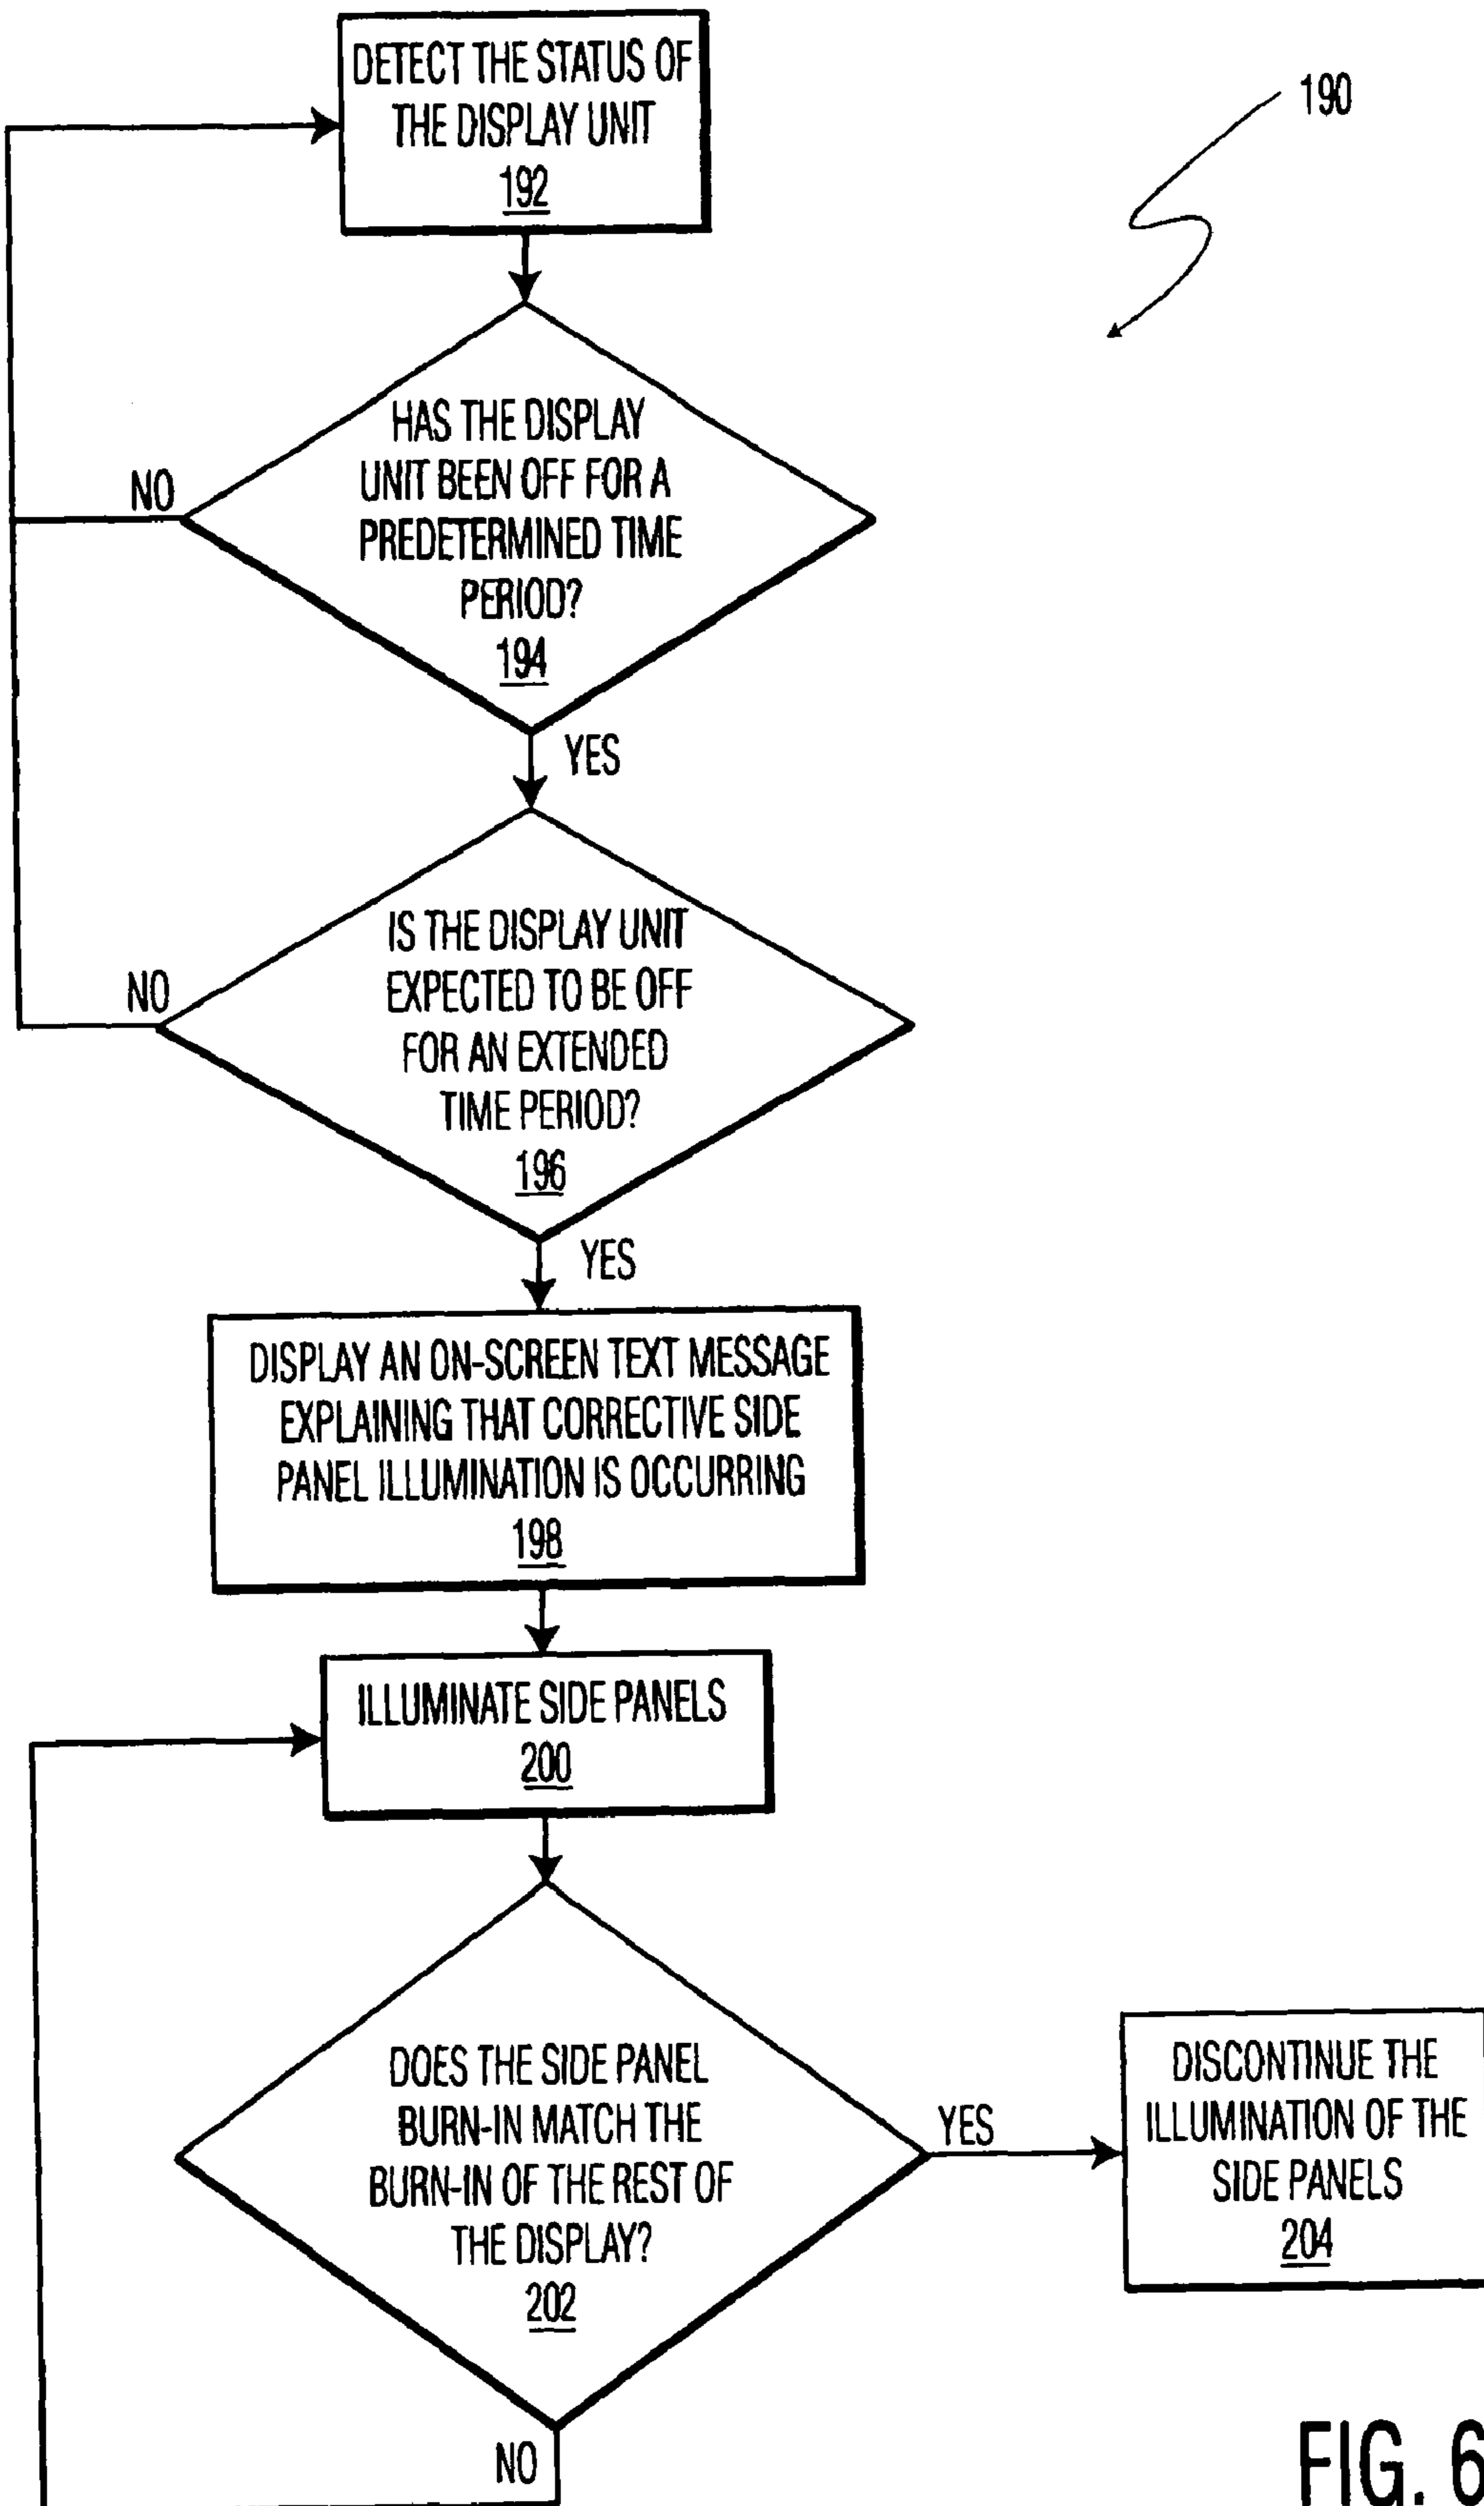 DETECT THE STATUS OF
THE DISPLAY UNIT
192
190
HAS THE DISPLAY
UNIT BEEN OFF FOR A
PREDETERMINED TIME
PERIOD?
194
NO
YES
IS THE DISPLAY UNIT
EXPECTED TO BE OFF
FOR AN EXTENDED
TIME PERIOD?
196
NO
YES
DISPLAY AN ON-SCREEN TEXT MESSAGE
EXPLAINING THAT CORRECTIVE SIDE
PANEL ILLUMINATION IS OCCURRING
198
ILLUMINATE SIDE PANELS
200
DOES THE SIDE PANEL
BURN-IN MATCH THE
BURN-IN OF THE REST OF
THE DISPLAY?
202
YES
DISCONTINUE THE
ILLUMINATION OF THE
SIDE PANELS
204
NO
FIG. 6